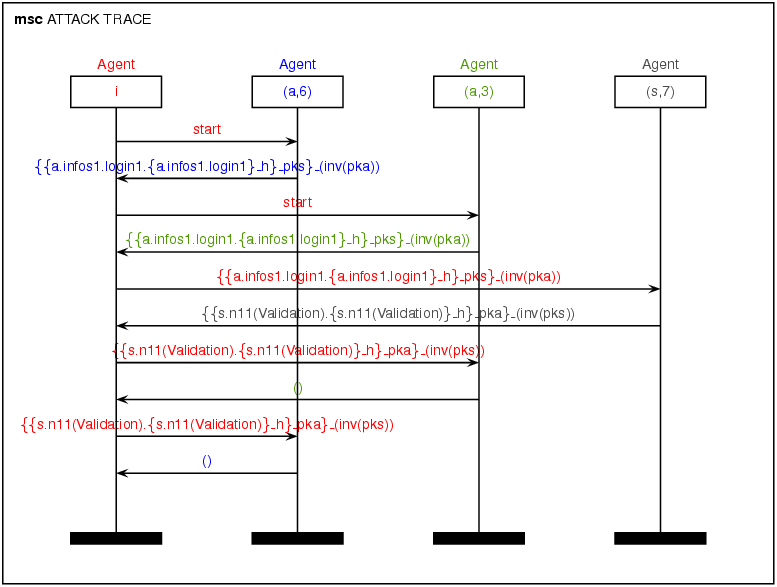 msc ATTACK TRACE
Agent Agent Agent Agent
i (a,6) (a,3) (s,7)
start
{{a.infos1.login1.{a.infos1.login1}_h}_pks}_(inv(pka))
start
{{a.infos1.login1.{a.infos1.login1}_h}_pks}_(inv(pka))
{{a.infos1.login1.{a.infos1.login1}_h}_pks}_(inv(pka))
{{s.n11(Validation).{s.n11(Validation)}_h}_pka}_(inv(pks))
{{s.n11(Validation).{s.n11(Validation)}_h}_pka}_(inv(pks))
()
{{s.n11(Validation).{s.n11(Validation)}_h}_pka}_(inv(pks))
()